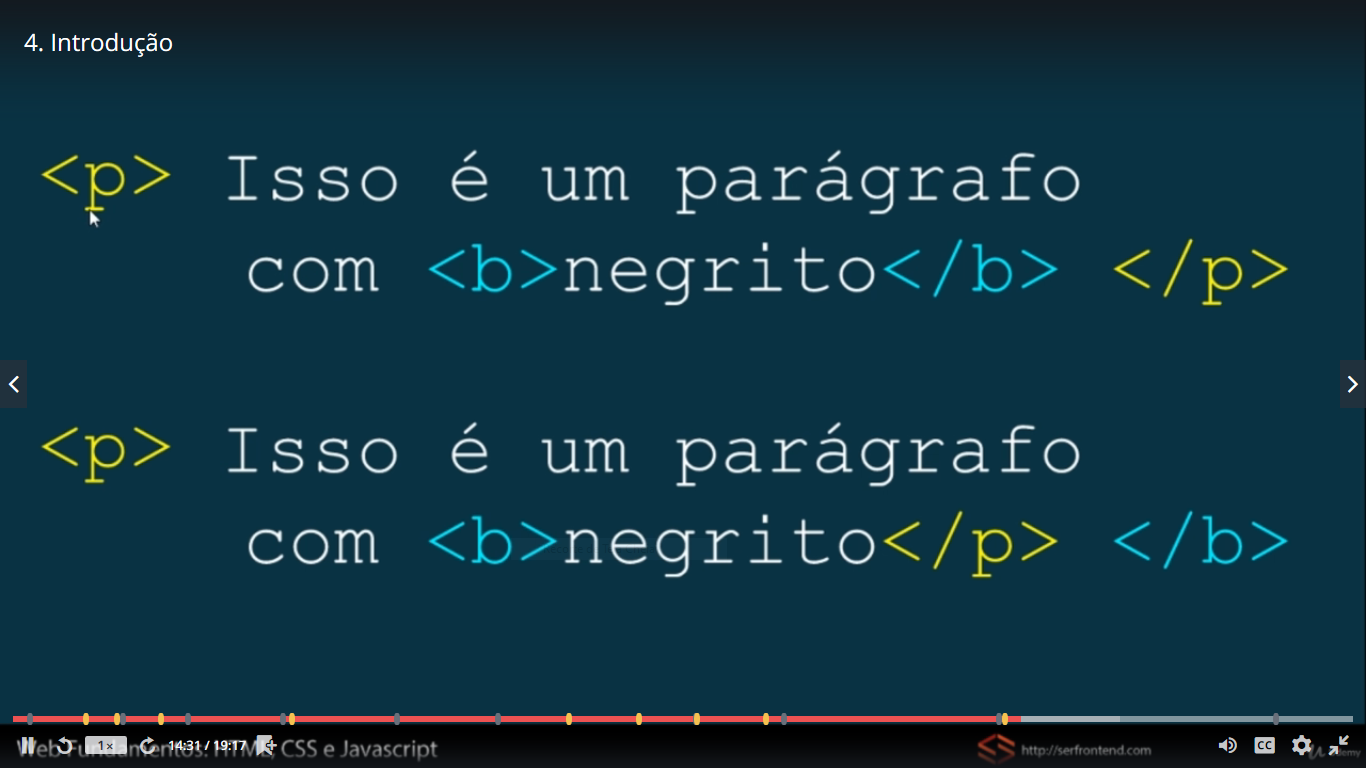 4. Introdução
<p> Isso é um parágrafo
com <b>negrito</b> </p>
<p> Isso é um parágrafo
com <b>negrito</p> </b>
1×
14:31 / 19:17
Web Fundamentos: HTML, CSS e Javascript
http://serfrontend.com
CC